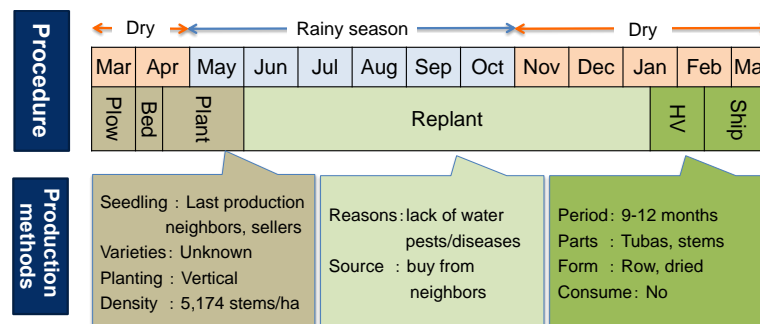 Dry Rainy season Dry
Procedure
Mar Apr May Jun Jul Aug Sep Oct Nov Dec Jan Feb Ma
Plow Bed Plant Replant HV Ship
Production methods
Seedling : Last production
neighbors, sellers
Varieties: Unknown
Planting : Vertical
Density : 5,174 stems/ha
Reasons: lack of water
pests/diseases
Source : buy from
neighbors
Period : 9-12 months
Parts : Tubas, stems
Form : Row, dried
Consume: No